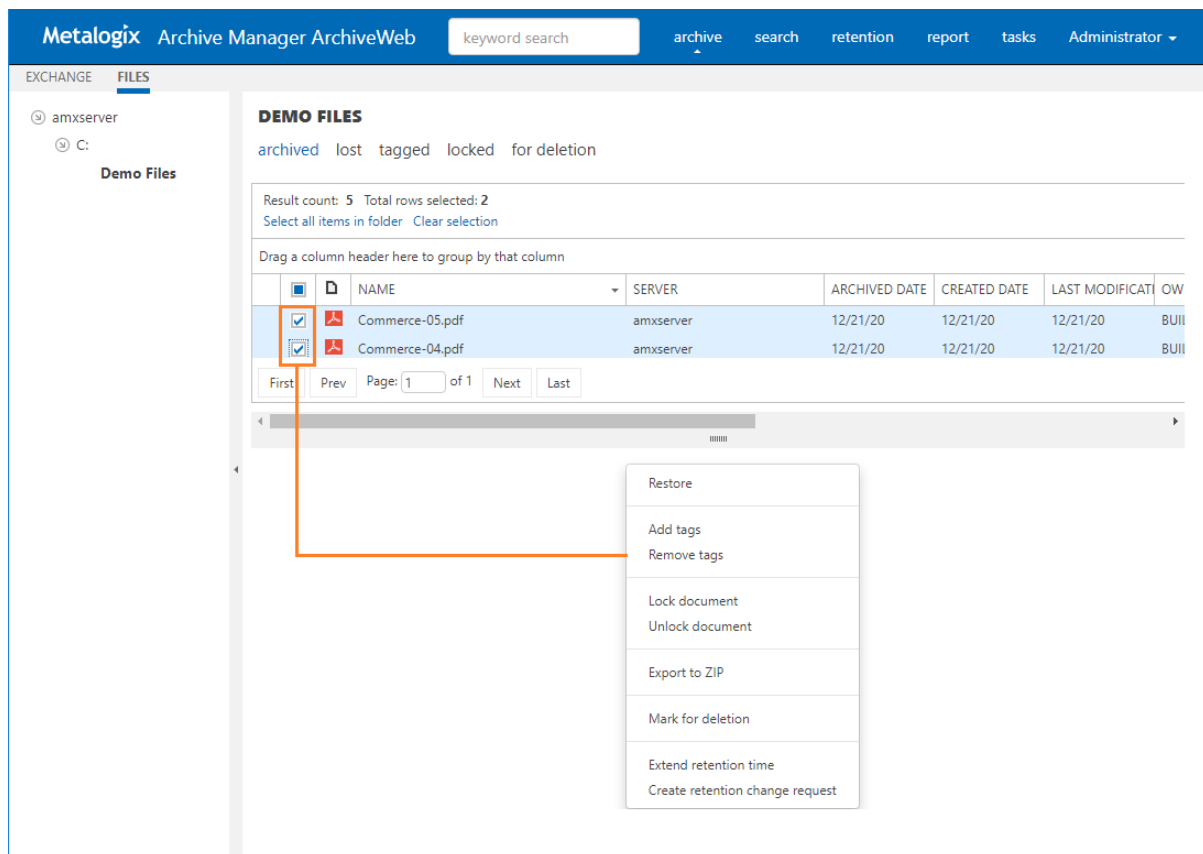 Metalogix Archive Manager ArchiveWeb keyword search archive search retention report tasks Administrator
EXCHANGE FILES
amxserver
C:
Demo Files
DEMO FILES
archived lost tagged locked for deletion
Result count: 5 Total rows selected: 2
Select all items in folder Clear selection
Drag a column header here to group by that column
NAME SERVER ARCHIVED DATE CREATED DATE LAST MODIFICATI OW
Commerce-05.pdf amxserver 12/21/20 12/21/20 12/21/20 BUIL
Commerce-04.pdf amxserver 12/21/20 12/21/20 12/21/20 BUIL
First Prev Page: 1 of 1 Next Last
Restore
Add tags
Remove tags
Lock document
Unlock document
Export to ZIP
Mark for deletion
Extend retention time
Create retention change request